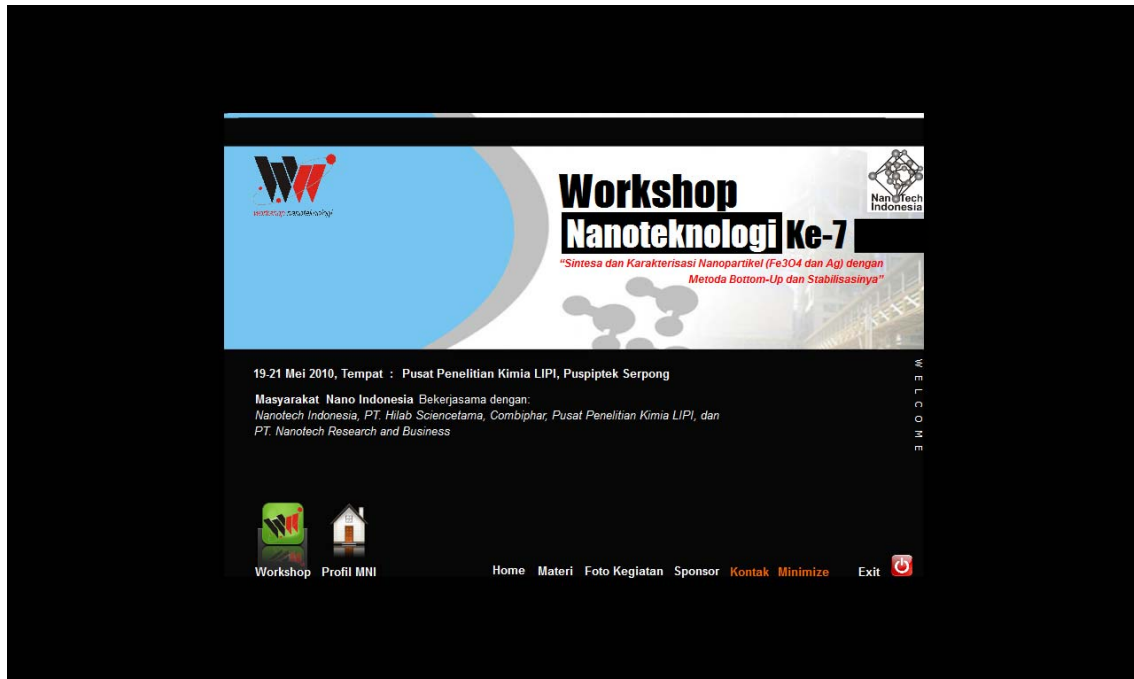 workshop nanoteknologi
NanoTech
Indonesia
Workshop
Nanoteknologi Ke-7
"Sintesa dan Karakterisasi Nanopartikel (Fe3O4 dan Ag) dengan
Metoda Bottom-Up dan Stabilisasinya"
19-21 Mei 2010, Tempat : Pusat Penelitian Kimia LIPI, Puspiptek Serpong
Masyarakat Nano Indonesia Bekerjasama dengan:
Nanotech Indonesia, PT. Hilab Sciencetama, Combiphar, Pusat Penelitian Kimia LIPI, dan
PT. Nanotech Research and Business
WELCOME
Workshop Profil MNI
Home Materi Foto Kegiatan Sponsor Kontak Minimize Exit